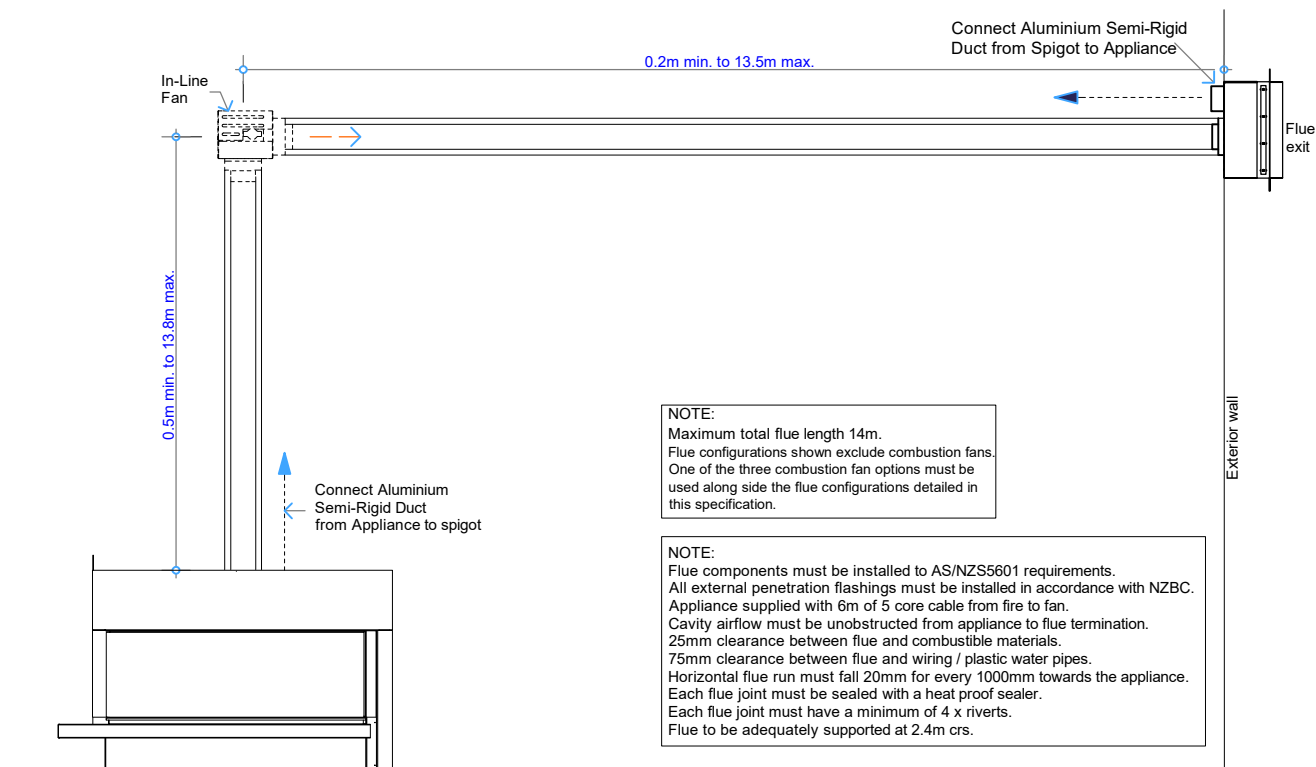 Connect Aluminium Semi-Rigid
Duct from Spigot to Appliance
0.2m min. to 13.5m max.
In-Line
Fan
Flue
exit
0.5m min. to 13.8m max.
Exterior wall
Connect Aluminium
Semi-Rigid Duct
from Appliance to spigot
NOTE:
Maximum total flue length 14m.
Flue configurations shown exclude combustion fans.
One of the three combustion fan options must be
used along side the flue configurations detailed in
this specification.
NOTE:
Flue components must be installed to AS/NZS5601 requirements.
All external penetration flashings must be installed in accordance with NZBC.
Appliance supplied with 6m of 5 core cable from fire to fan.
Cavity airflow must be unobstructed from appliance to flue termination.
25mm clearance between flue and combustible materials.
75mm clearance between flue and wiring / plastic water pipes.
Horizontal flue run must fall 20mm for every 1000mm towards the appliance.
Each flue joint must be sealed with a heat proof sealer.
Each flue joint must have a minimum of 4 x riverts.
Flue to be adequately supported at 2.4m crs.